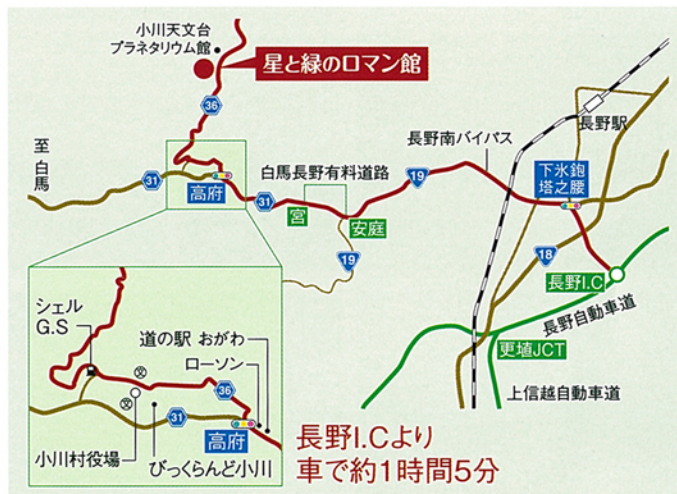 小川天文台
プラネタリウム館
星と緑のロマン館
36
至 白馬
31
高府
31
宮
白馬長野有料道路
安庭
19
19
長野南バイパス
長野駅
下氷鉋
塔之腰
18
長野I.C
長野自動車道
更埴JCT
上信越自動車道
シェル
G.S
文
文
道の駅 おがわ
ローソン
36
31
高府
小川村役場
びっくらんど小川
長野I.Cより
車で約1時間5分